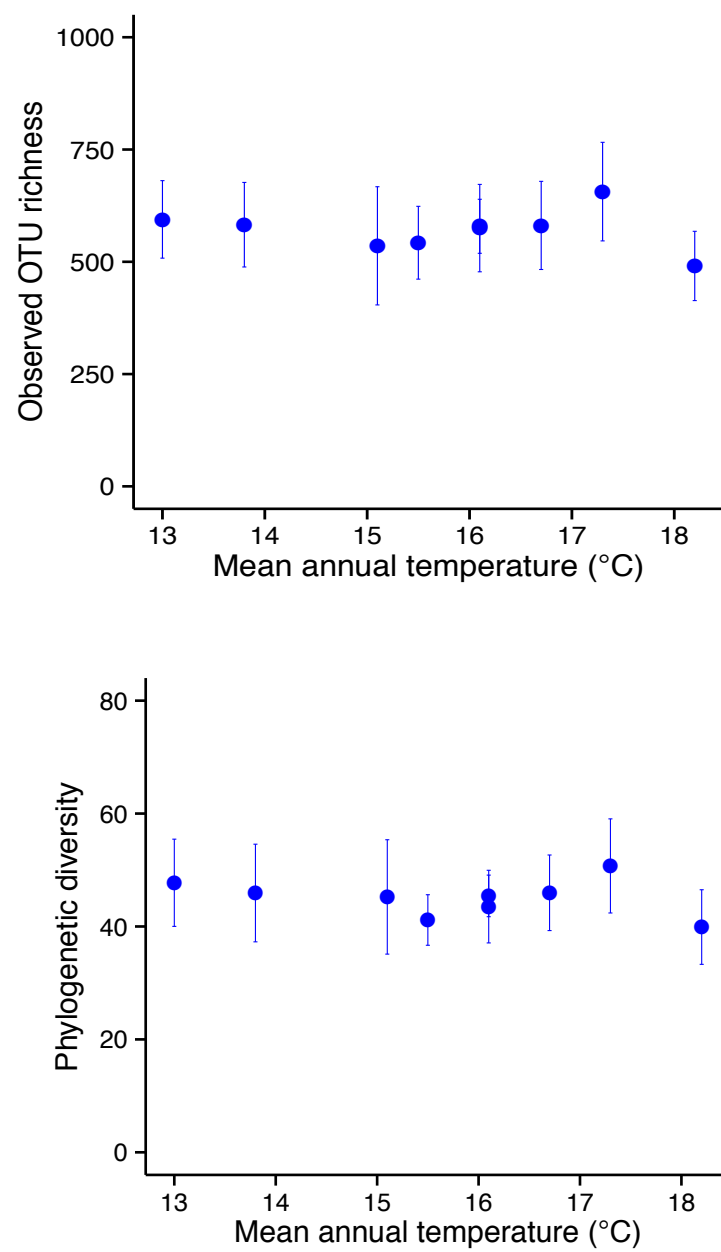 Observed OTU richness
1000
750
500
250
0
13 14 15 16 17 18
Mean annual temperature (°C)
Phylogenetic diversity
80
60
40
20
0
13 14 15 16 17 18
Mean annual temperature (°C)